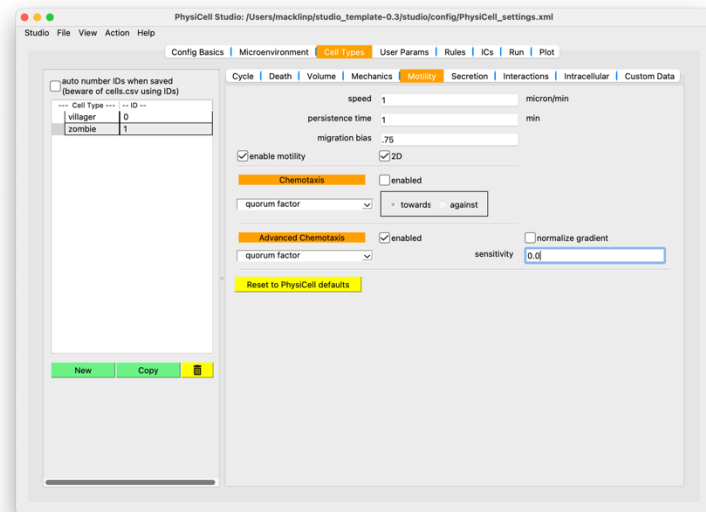 PhysiCell Studio: /Users/macklinp/studio_template-0.3/studio/config/PhysiCell_settings.xml
Studio File View Action Help
Config Basics Microenvironment Cell Types User Params Rules ICs Run Plot
auto number IDs when saved
(beware of cells.csv using IDs)
--- Cell Type --- -- ID --
villager 0
zombie 1
New Copy
Cycle Death Volume Mechanics Motility Secretion Interactions Intracellular Custom Data
speed 1 micron/min
persistence time 1 min
migration bias .75
enable motility 2D
Chemotaxis enabled
quorum factor towards against
Advanced Chemotaxis enabled normalize gradient
quorum factor sensitivity 0.0
Reset to PhysiCell defaults